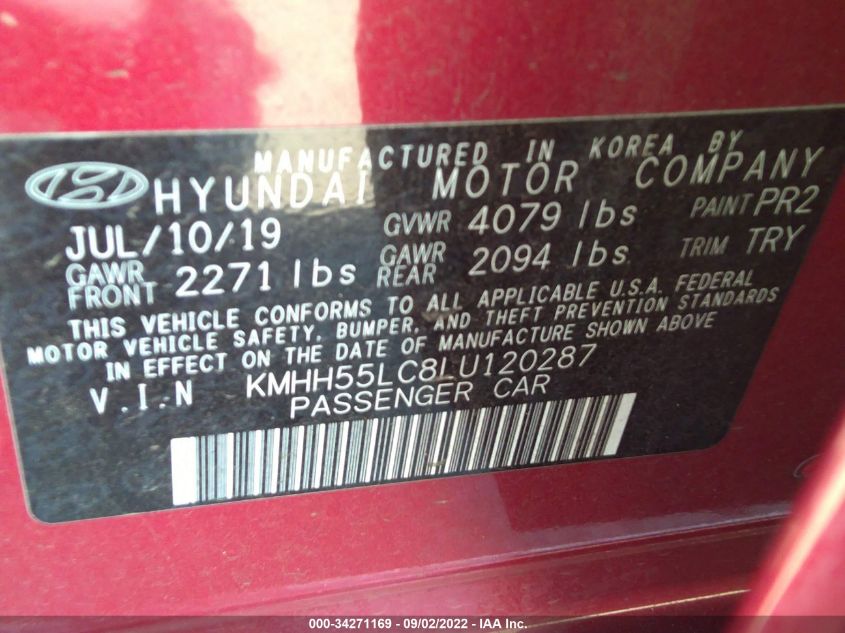 MANUFACTURED IN KOREA BY
HYUNDAI MOTOR COMPANY
JUL/10/19 GVWR 4079 lbs PAINT PR2
GAWR FRONT 2271 lbs GAWR REAR 2094 lbs TRIM TRY
THIS VEHICLE CONFORMS TO ALL APPLICABLE U.S.A. FEDERAL
MOTOR VEHICLE SAFETY, BUMPER, AND THEFT PREVENTION STANDARDS
IN EFFECT ON THE DATE OF MANUFACTURE SHOWN ABOVE
V.I.N KMHH55LC8LU120287
PASSENGER CAR
000-34271169 - 09/02/2022 - IAA Inc.